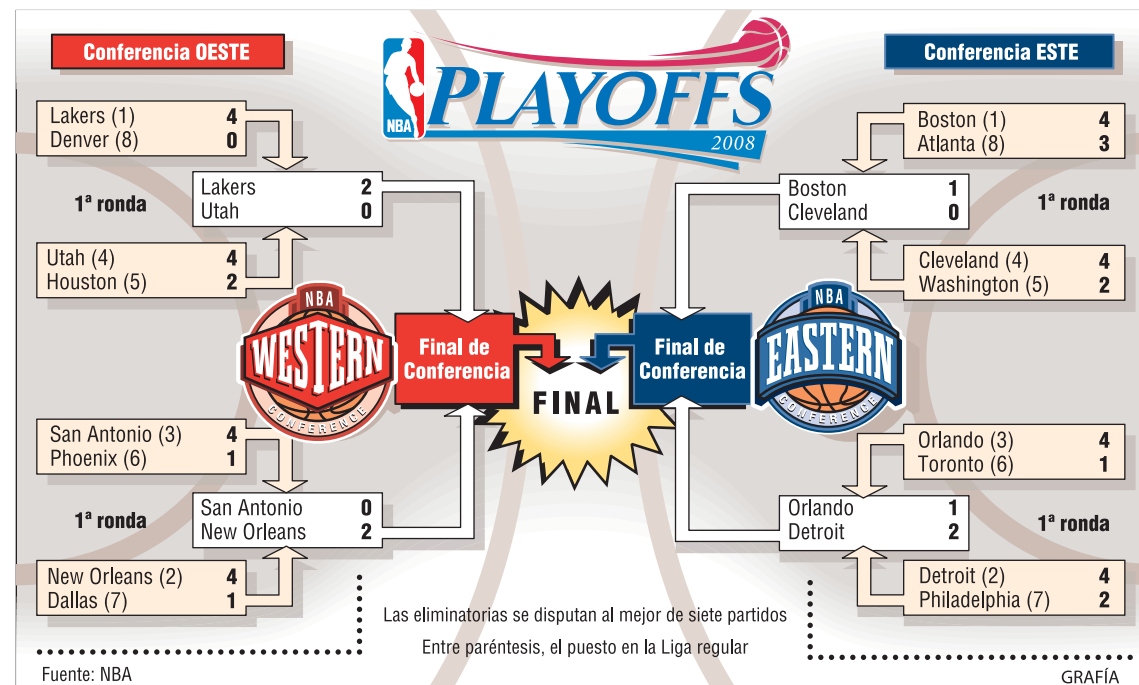 Conferencia OESTE
NBA
PLAYOFFS
2008
Conferencia ESTE
Lakers (1) 4
Denver (8) 0
Lakers 2
Utah 0
1ª ronda
Utah (4) 4
Houston (5) 2
Boston (1) 4
Atlanta (8) 3
Boston 1
Cleveland 0
1ª ronda
Cleveland (4) 4
Washington (5) 2
NBA
WESTERN
CONFERENCE
Final de
Conferencia
FINAL
Final de
Conferencia
NBA
EASTERN
CONFERENCE
San Antonio (3) 4
Phoenix (6) 1
San Antonio 0
New Orleans 2
1ª ronda
New Orleans (2) 4
Dallas (7) 1
Orlando (3) 4
Toronto (6) 1
Orlando 1
Detroit 2
1ª ronda
Detroit (2) 4
Philadelphia (7) 2
Las eliminatorias se disputan al mejor de siete partidos
Entre paréntesis, el puesto en la Liga regular
Fuente: NBA
GRAFÍA